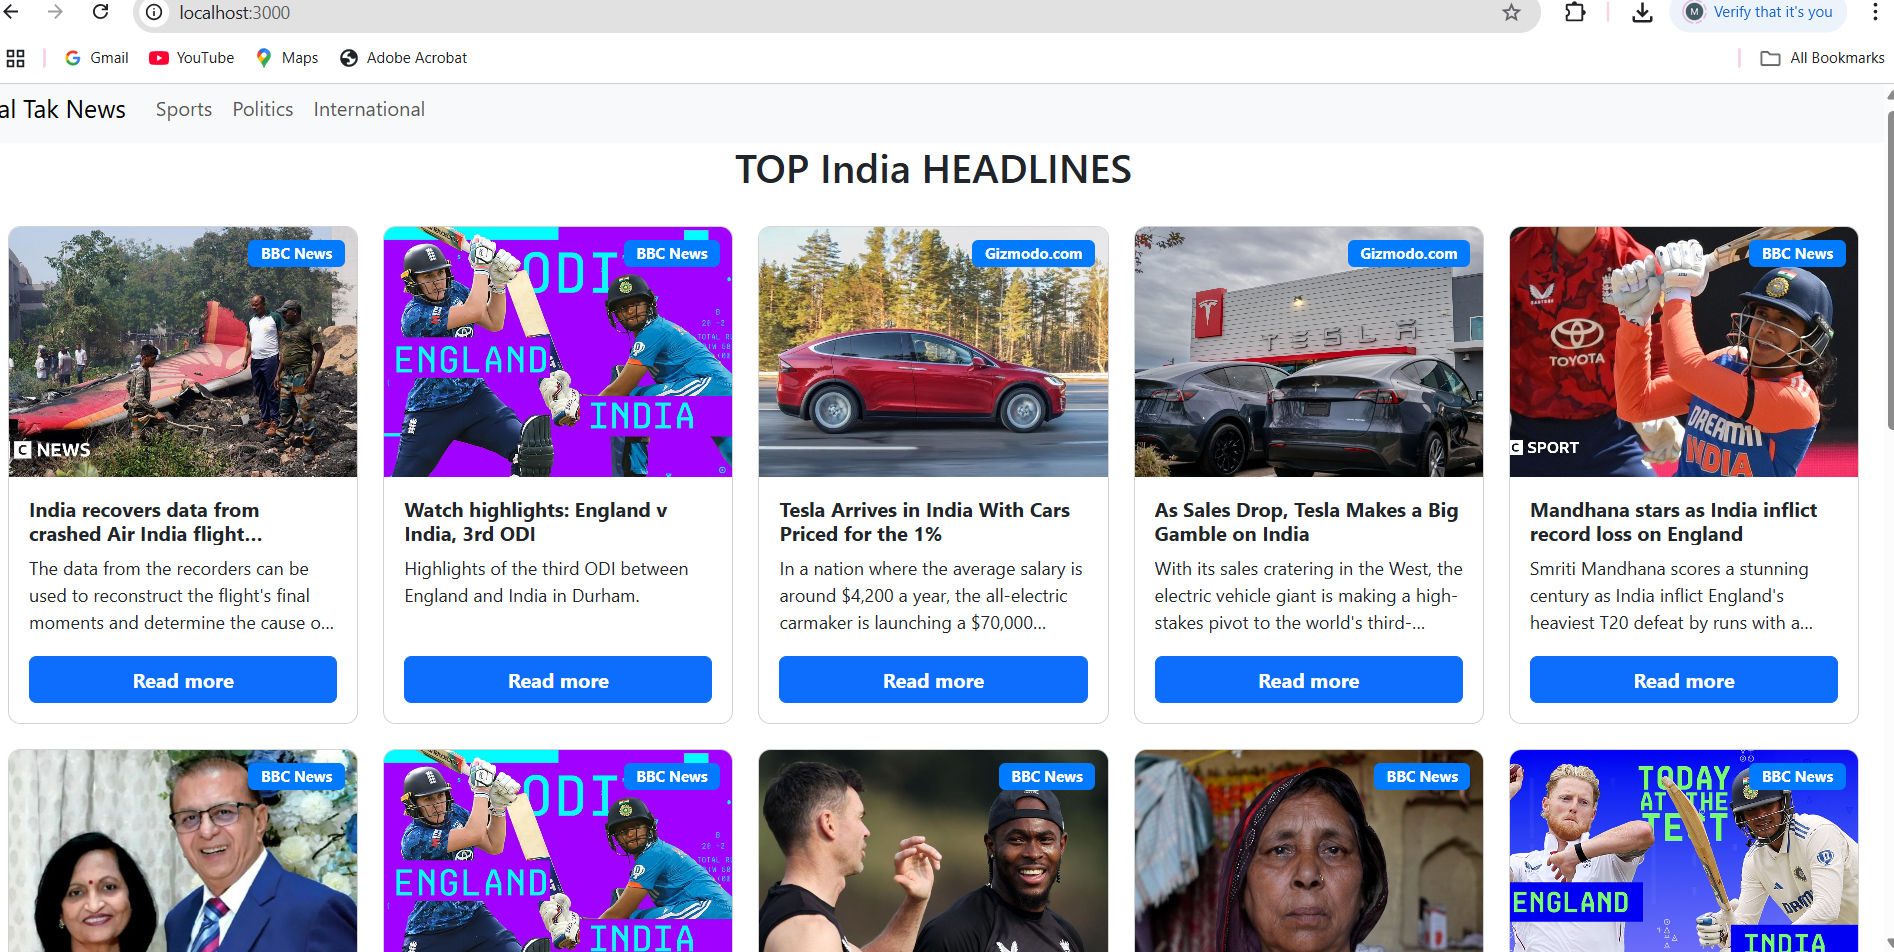 localhost:3000
Verify that it's you
Gmail
YouTube
Maps
Adobe Acrobat
All Bookmarks
al Tak News
Sports
Politics
International
TOP India HEADLINES
BBC News
C NEWS
India recovers data from
crashed Air India flight...
The data from the recorders can be
used to reconstruct the flight's final
moments and determine the cause o...
Read more
BBC News
ODI
ENGLAND
INDIA
Watch highlights: England v
India, 3rd ODI
Highlights of the third ODI between
England and India in Durham.
Read more
Gizmodo.com
Tesla Arrives in India With Cars
Priced for the 1%
In a nation where the average salary is
around $4,200 a year, the all-electric
carmaker is launching a $70,000...
Read more
Gizmodo.com
TESLA
As Sales Drop, Tesla Makes a Big
Gamble on India
With its sales cratering in the West, the
electric vehicle giant is making a high-
stakes pivot to the world's third-...
Read more
BBC News
TOYOTA
DREAM11
INDIA
C SPORT
Mandhana stars as India inflict
record loss on England
Smriti Mandhana scores a stunning
century as India inflict England's
heaviest T20 defeat by runs with a...
Read more
BBC News
BBC News
ODI
ENGLAND
INDIA
BBC News
BBC News
BBC News
TODAY
AT THE
TEST
ENGLAND
INDIA